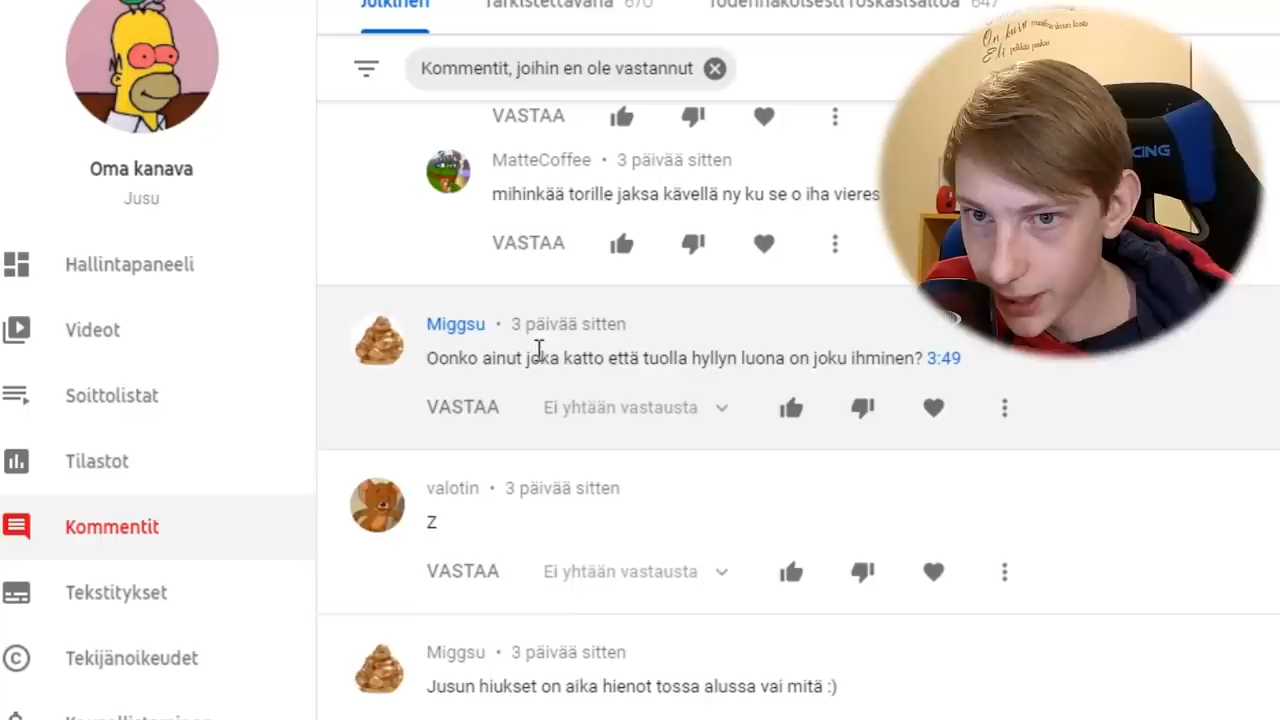 Julkinen
Tarkistettavana 670
Todennäköisesti roskasisältöä 647
Kommentit, joihin en ole vastannut
VASTAA
MatteCoffee • 3 päivää sitten
mihinkää torille jaksa kävellä ny ku se o iha vieres
VASTAA
Oma kanava
Jusu
Hallintapaneeli
Videot
Soittolistat
Tilastot
Kommentit
Tekstitykset
Tekijänoikeudet
Miggsu • 3 päivää sitten
Oonko ainut joka katto että tuolla hyllyn luona on joku ihminen? 3:49
VASTAA Ei yhtään vastausta
valotin • 3 päivää sitten
Z
VASTAA Ei yhtään vastausta
Miggsu • 3 päivää sitten
Jusun hiukset on aika hienot tossa alussa vai mitä :)
CING